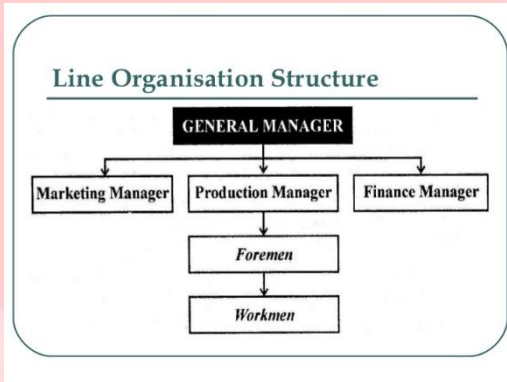 Line Organisation Structure
GENERAL MANAGER
Marketing Manager
Production Manager
Finance Manager
Foremen
Workmen